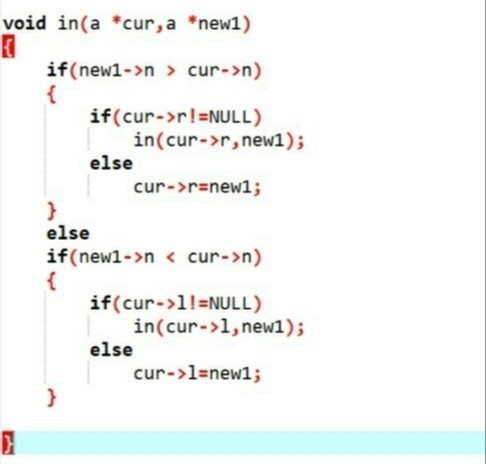 void in(a *cur,a *new1)
{
    if(new1->n > cur->n)
    {
        if(cur->r!=NULL)
            in(cur->r,new1);
        else
            cur->r=new1;
    }
    else
    if(new1->n < cur->n)
    {
        if(cur->l!=NULL)
            in(cur->l,new1);
        else
            cur->l=new1;
    }
}